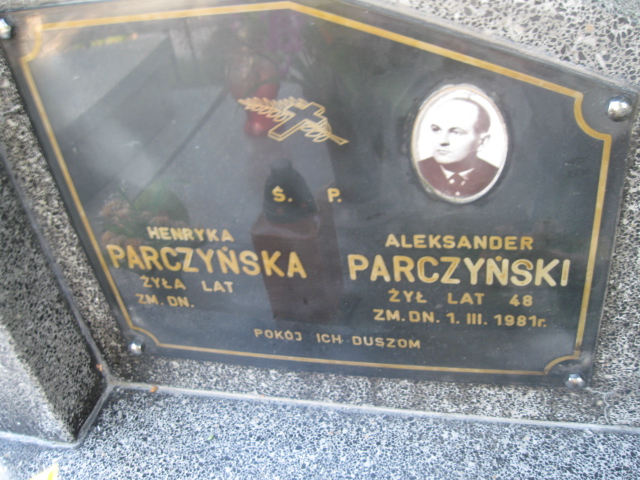 Ś. P.
HENRYKA
PARCZYŃSKA
ŻYŁA LAT
ZM. DN.
ALEKSANDER
PARCZYŃSKI
ŻYŁ LAT 48
ZM. DN. 1. III. 1981r.
POKÓJ ICH DUSZOM